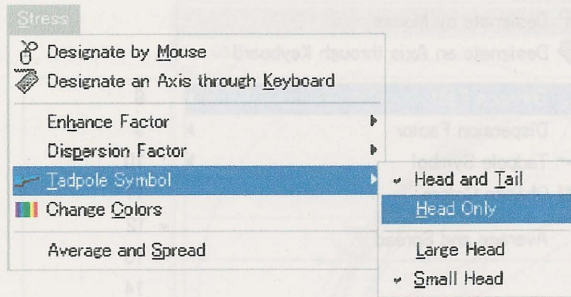 Stress
Designate by Mouse
Designate an Axis through Keyboard
Enhance Factor
Dispersion Factor
Tadpole Symbol
Change Colors
Average and Spread
Head and Tail
Head Only
Large Head
Small Head